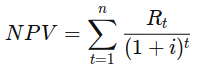 NPV = \sum_{t=1}^{n} \frac{R_t}{(1+i)^t}